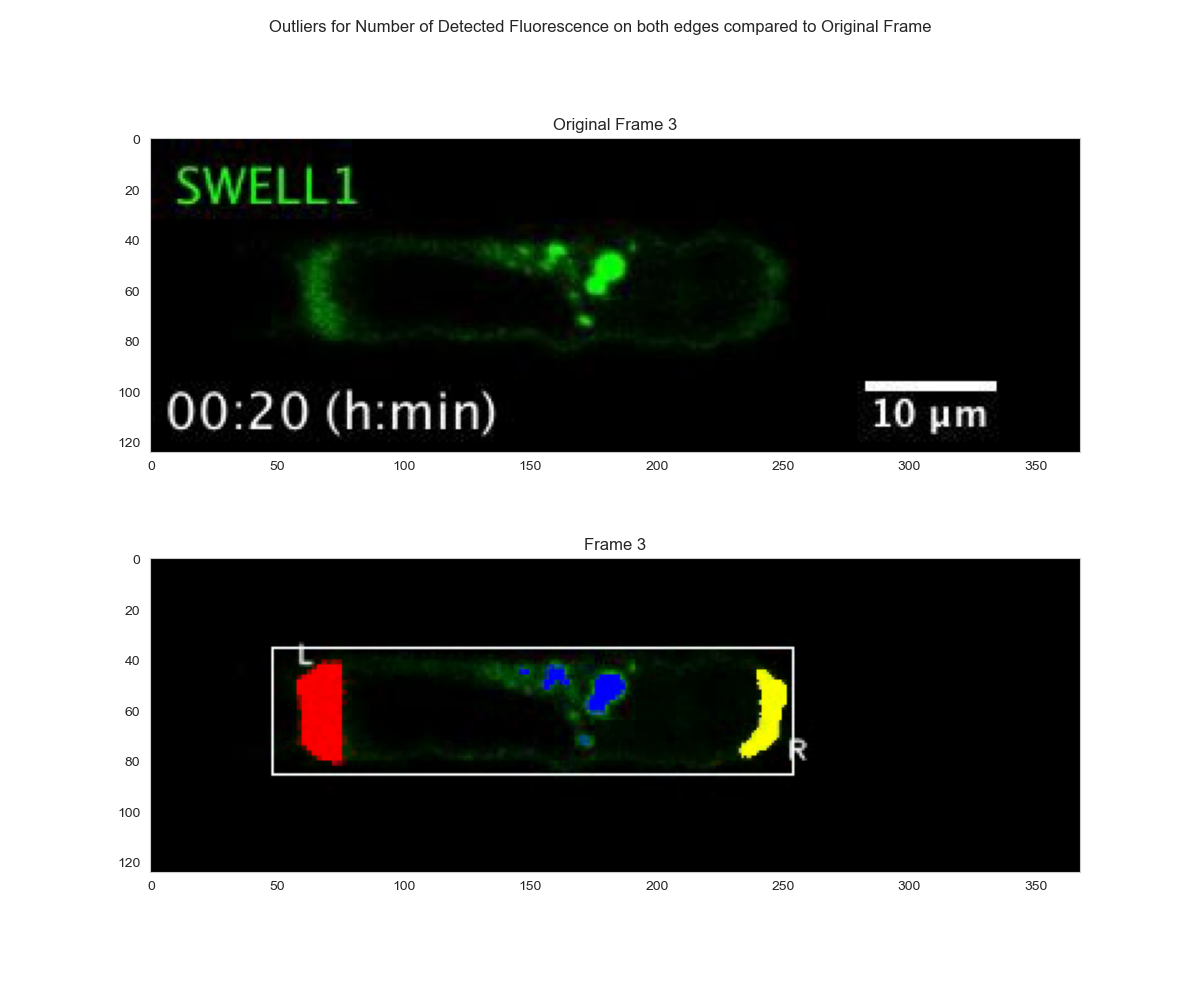 Outliers for Number of Detected Fluorescence on both edges compared to Original Frame
Original Frame 3
0
20
40
60
80
100
120
SWELL1
00:20 (h:min)
10 µm
0 50 100 150 200 250 300 350
Frame 3
0
20
40
60
80
100
120
L
R
0 50 100 150 200 250 300 350